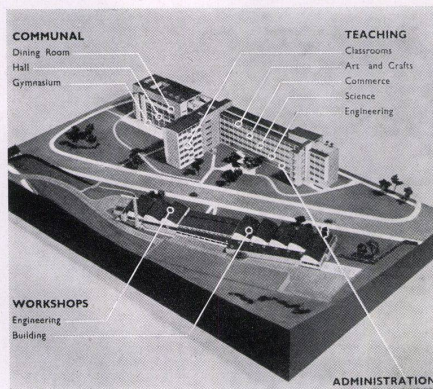 COMMUNAL
Dining Room
Hall
Gymnasium
TEACHING
Classrooms
Art and Crafts
Commerce
Science
Engineering
WORKSHOPS
Engineering
Building
ADMINISTRATION